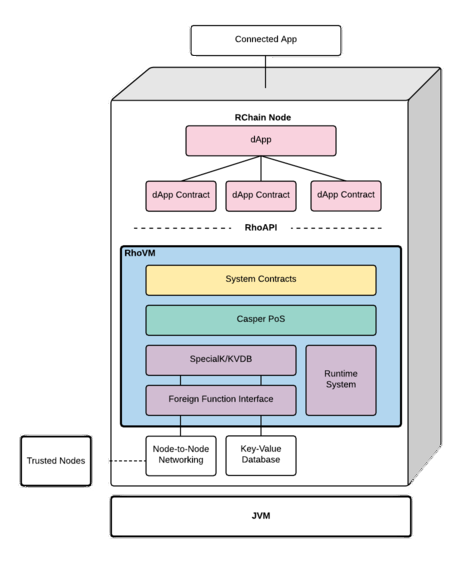 Connected App
RChain Node
dApp
dApp Contract
dApp Contract
dApp Contract
RhoAPI
RhoVM
System Contracts
Casper PoS
SpecialK/KVDB
Runtime
System
Foreign Function Interface
Trusted Nodes
Node-to-Node
Networking
Key-Value
Database
JVM